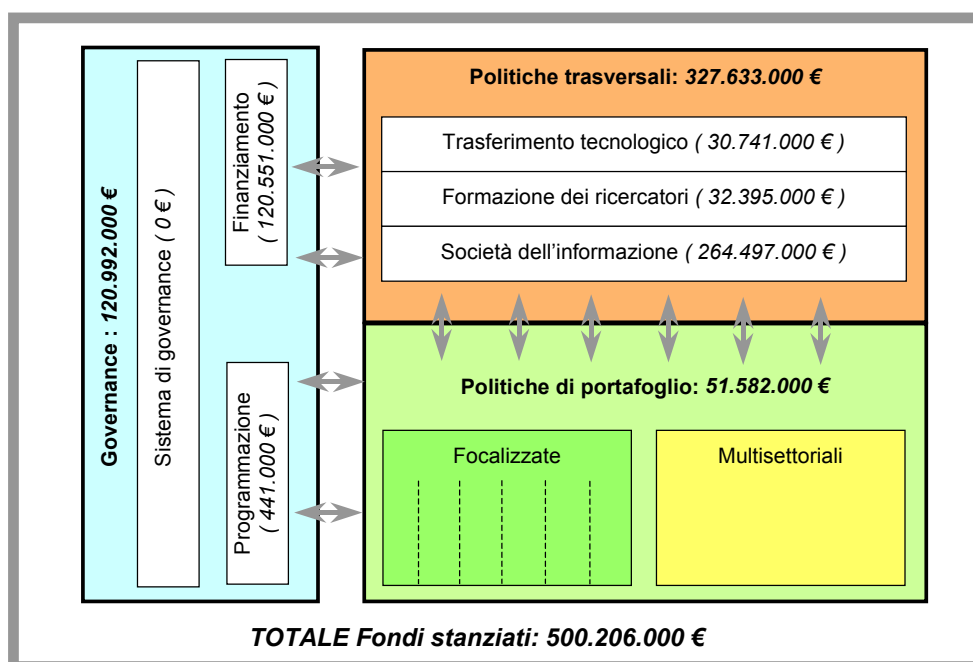 Governance : 120.992.000 €
Sistema di governance ( 0 € )
Finanziamento
( 120.551.000 € )
Programmazione
( 441.000 € )
Politiche trasversali: 327.633.000 €
Trasferimento tecnologico ( 30.741.000 € )
Formazione dei ricercatori ( 32.395.000 € )
Società dell’informazione ( 264.497.000 € )
Politiche di portafoglio: 51.582.000 €
Focalizzate
Multisettoriali
TOTALE Fondi stanziati: 500.206.000 €